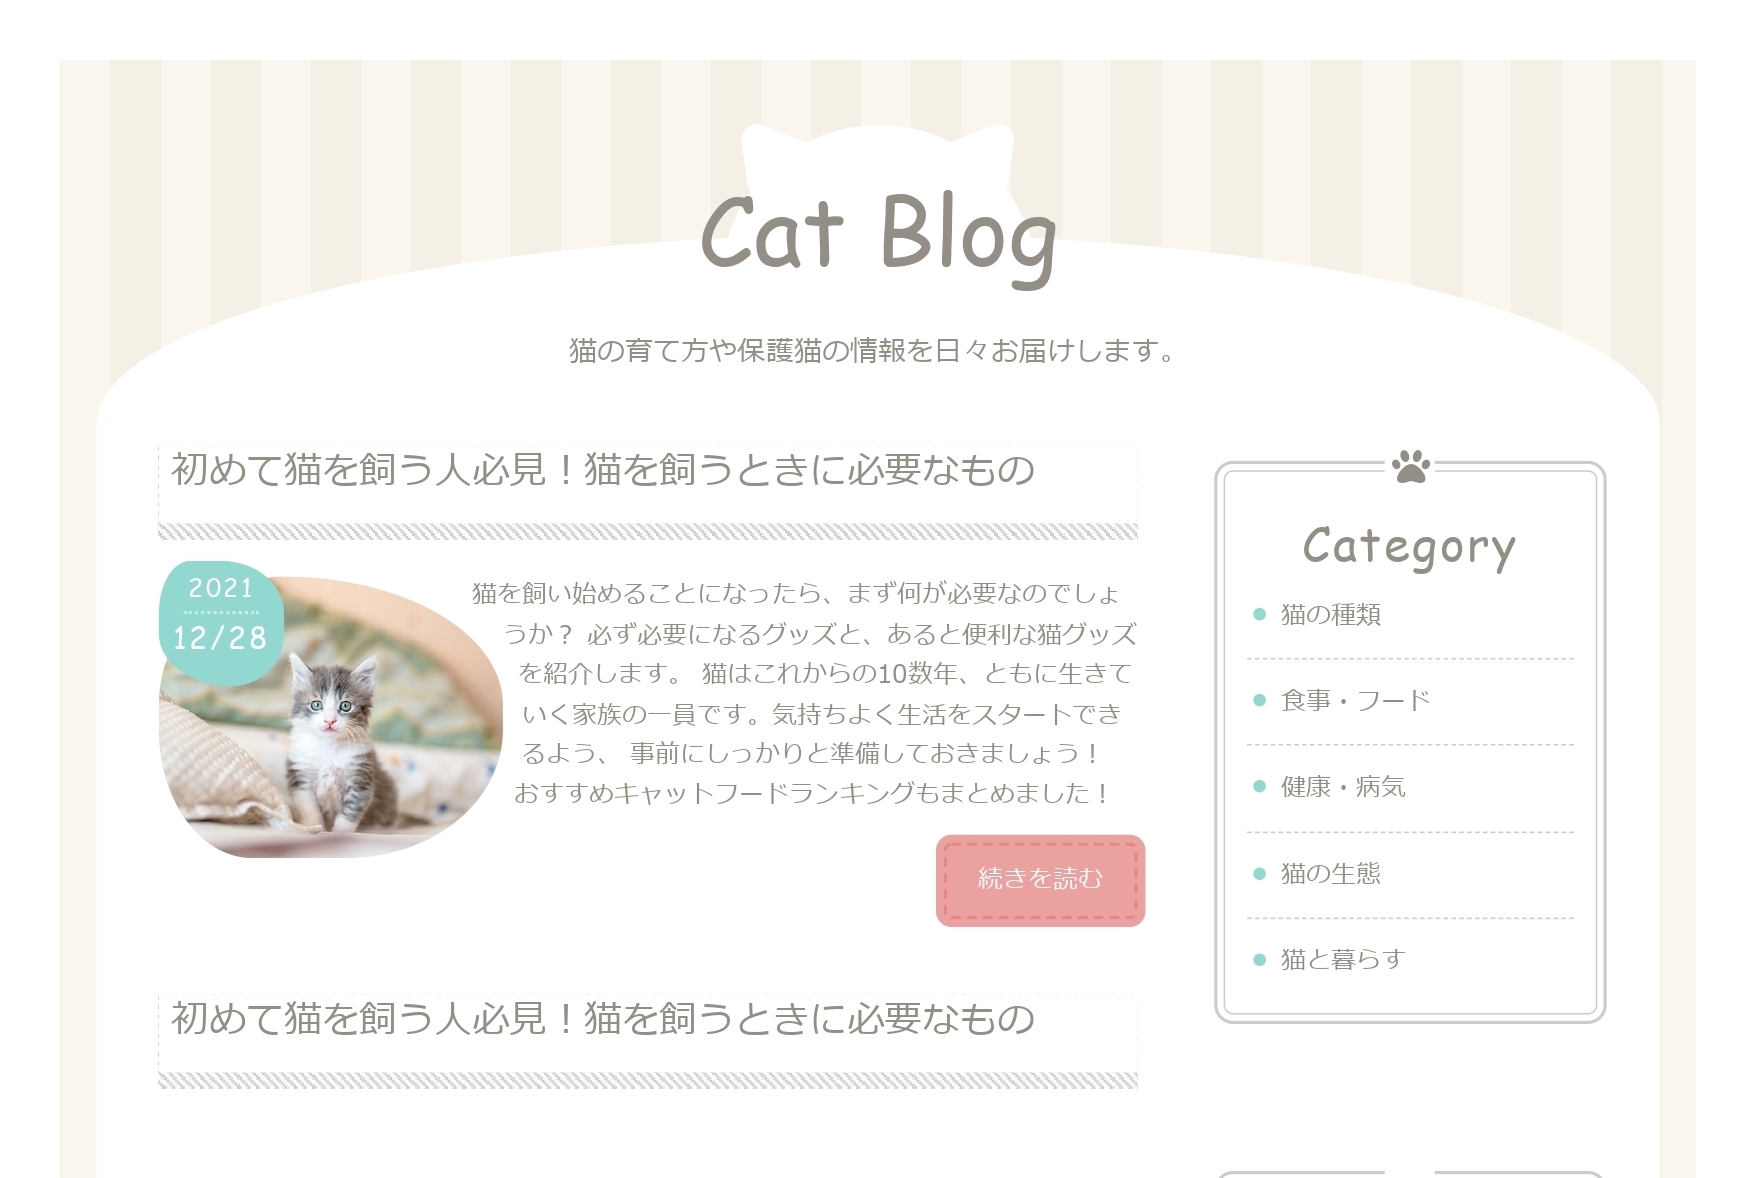 Cat Blog
猫の育て方や保護猫の情報を日々お届けします。
初めて猫を飼う人必見！猫を飼うときに必要なもの
2021
12/28
猫を飼い始めることになったら、まず何が必要なのでしょ
うか？ 必ず必要になるグッズと、あると便利な猫グッズ
を紹介します。 猫はこれからの10数年、ともに生きて
いく家族の一員です。気持ちよく生活をスタートでき
るよう、 事前にしっかりと準備しておきましょう！
おすすめキャットフードランキングもまとめました！
続きを読む
初めて猫を飼う人必見！猫を飼うときに必要なもの
Category
猫の種類
食事・フード
健康・病気
猫の生態
猫と暮らす